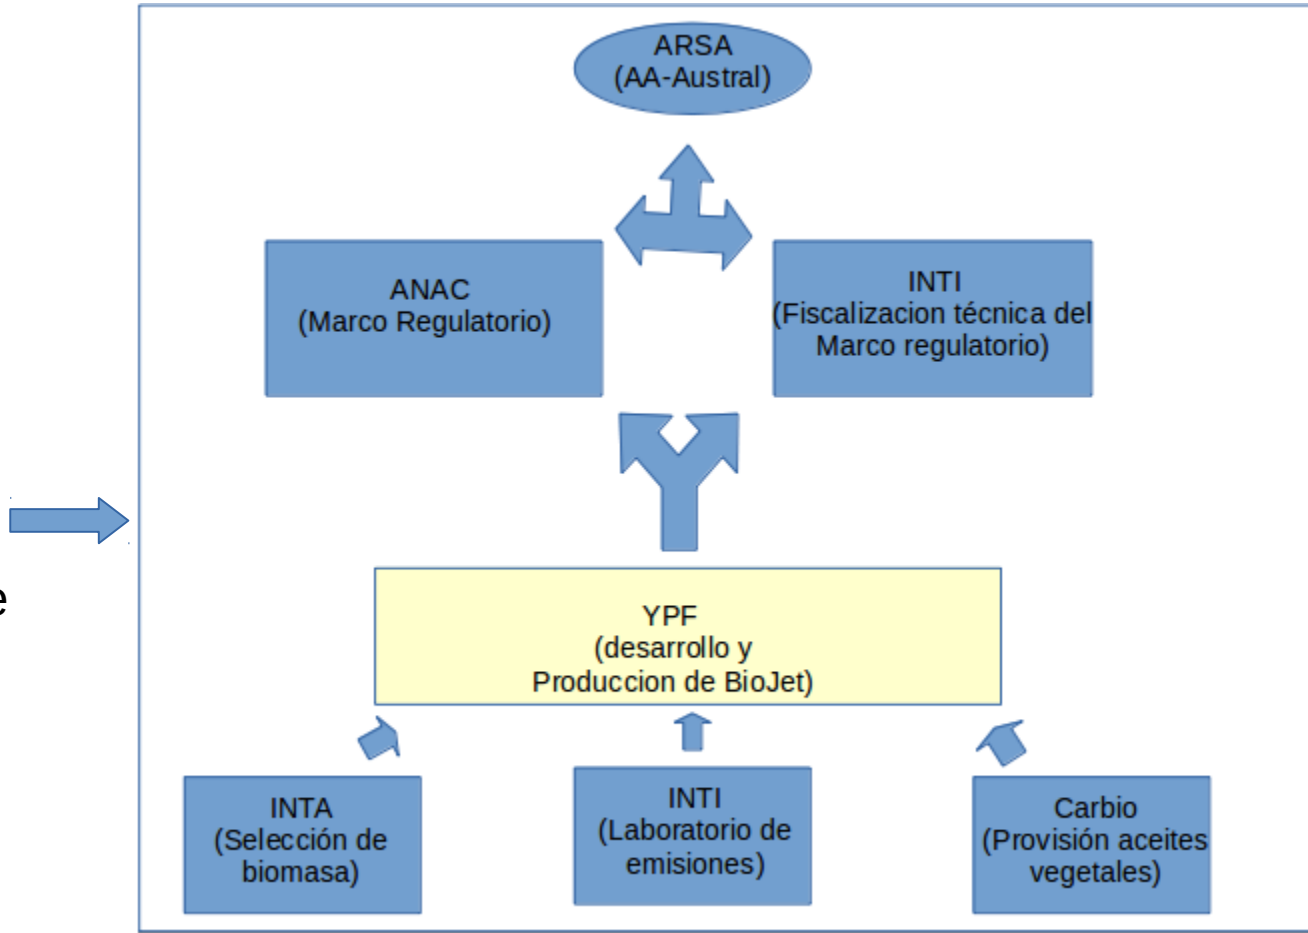 ARSA
(AA-Austral)
ANAC
(Marco Regulatorio)
INTI
(Fiscalizacion técnica del
Marco regulatorio)
e
YPF
(desarrollo y
Produccion de BioJet)
INTA
(Selección de
biomasa)
INTI
(Laboratorio de
emisiones)
Carbio
(Provisión aceites
vegetales)